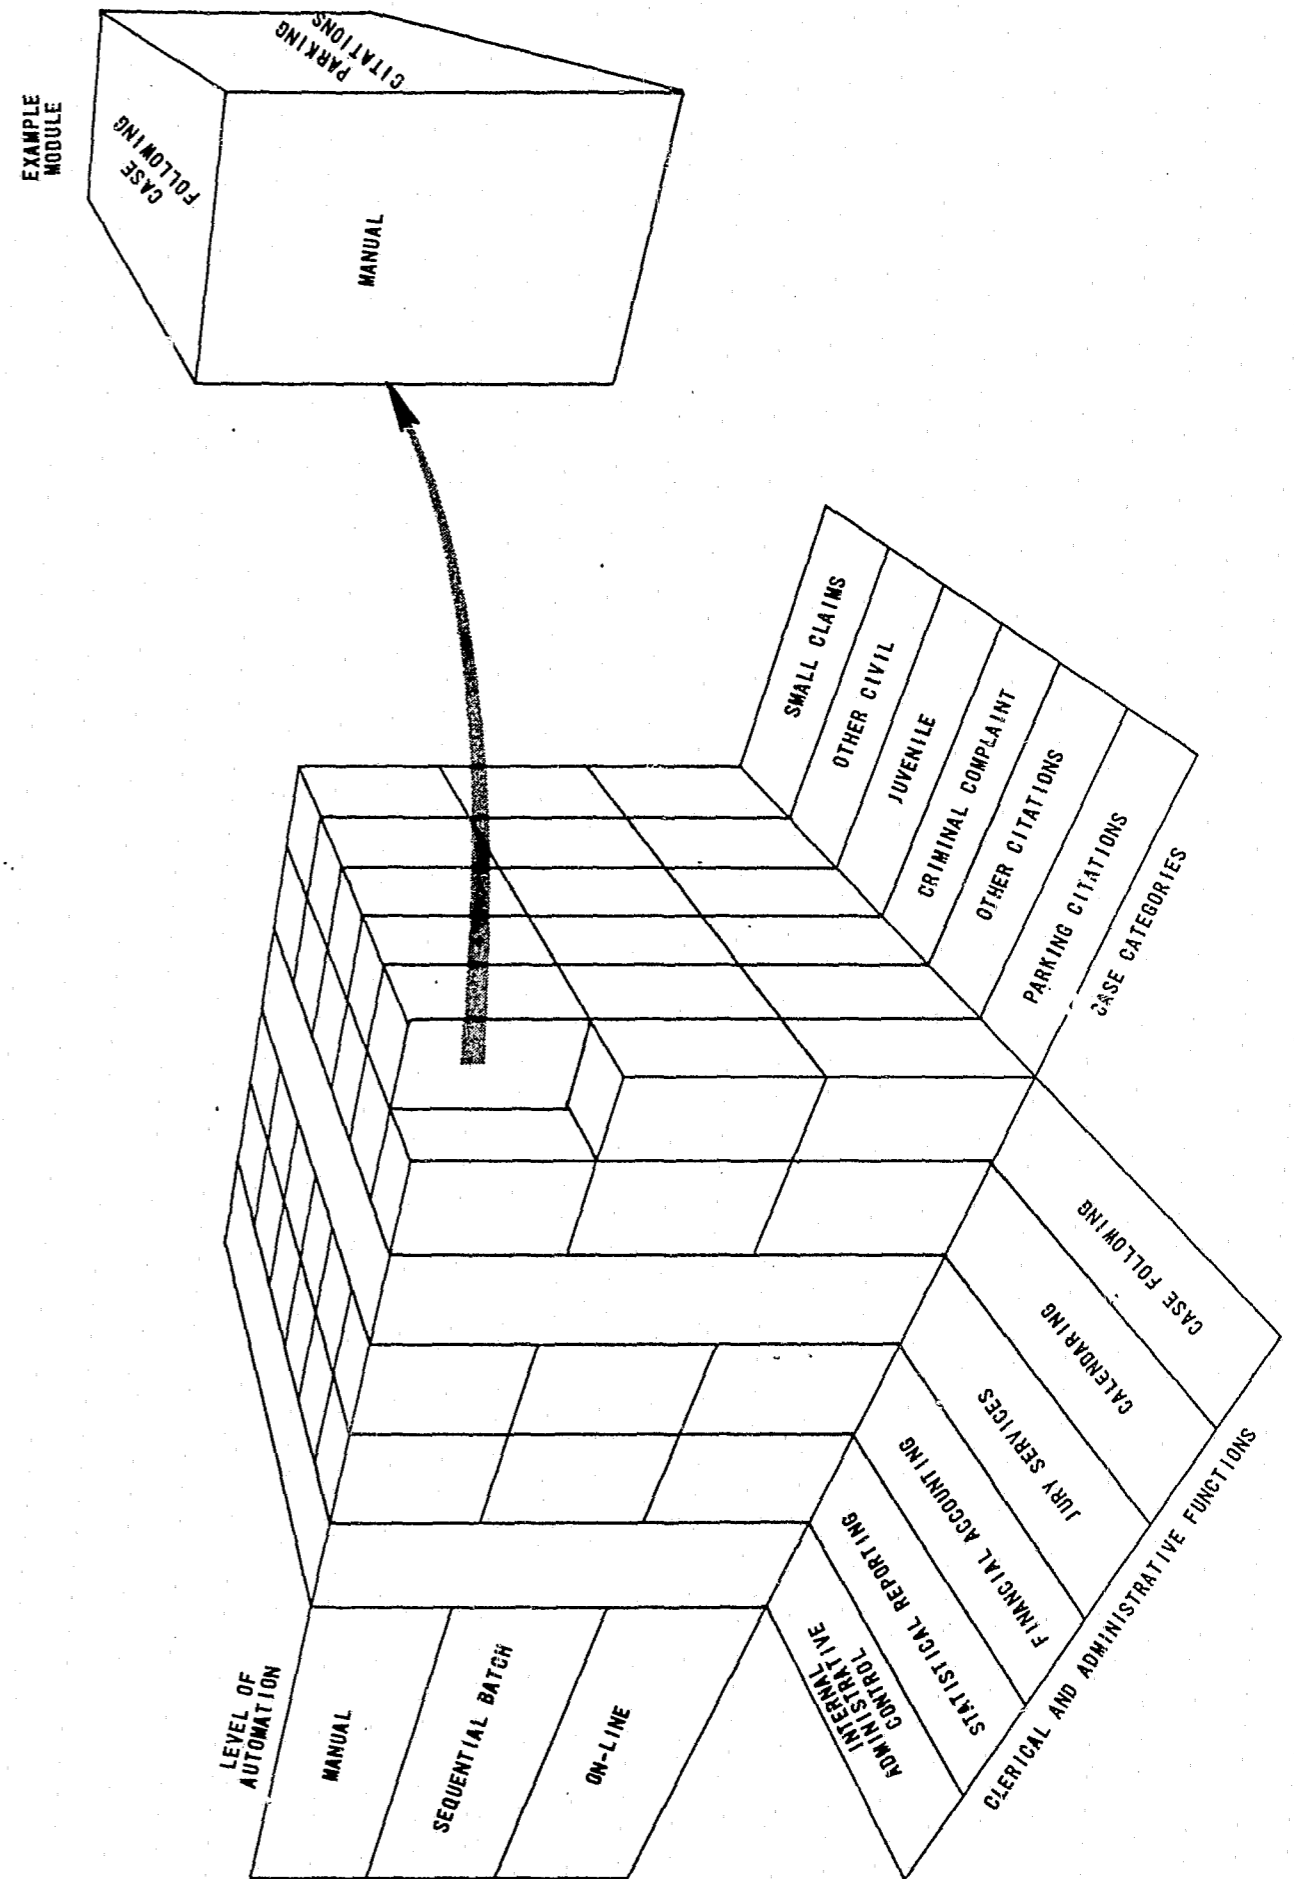 EXAMPLE
MODULE
CASE
FOLLOWING
PARKING
CITATIONS
MANUAL
LEVEL OF
AUTOMATION
MANUAL
SEQUENTIAL BATCH
ON-LINE
SMALL CLAIMS
OTHER CIVIL
JUVENILE
CRIMINAL COMPLAINT
OTHER CITATIONS
PARKING CITATIONS
CASE CATEGORIES
INTERNAL
ADMINISTRATIVE
CONTROL
STATISTICAL REPORTING
FINANCIAL ACCOUNTING
JURY SERVICES
CALENDARING
CASE FOLLOWING
CLERICAL AND ADMINISTRATIVE FUNCTIONS